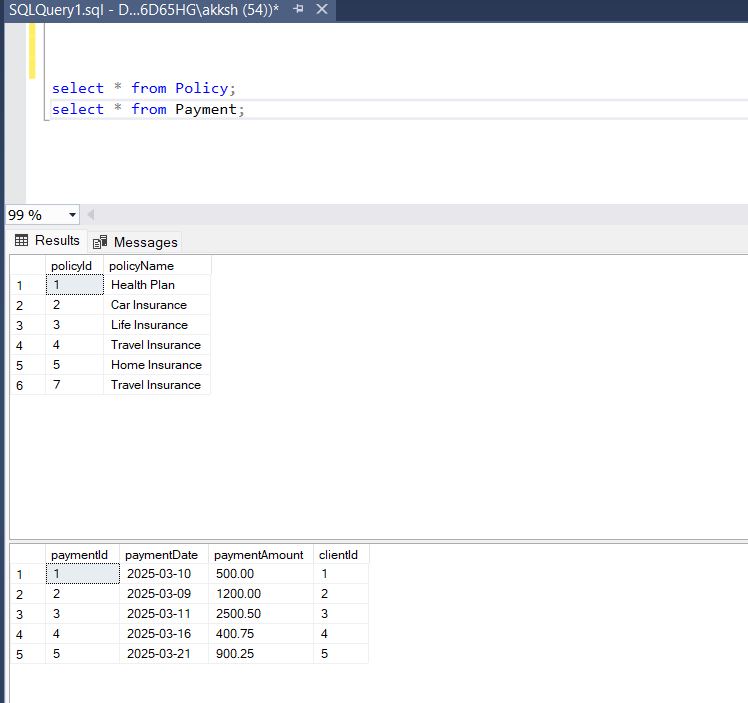 SQLQuery1.sql - D...6D65HG\akksh (54))*
select * from Policy;
select * from Payment;
99 %
Results Messages
policyId policyName
1 1 Health Plan
2 2 Car Insurance
3 3 Life Insurance
4 4 Travel Insurance
5 5 Home Insurance
6 7 Travel Insurance
paymentId paymentDate paymentAmount clientId
1 1 2025-03-10 500.00 1
2 2 2025-03-09 1200.00 2
3 3 2025-03-11 2500.50 3
4 4 2025-03-16 400.75 4
5 5 2025-03-21 900.25 5